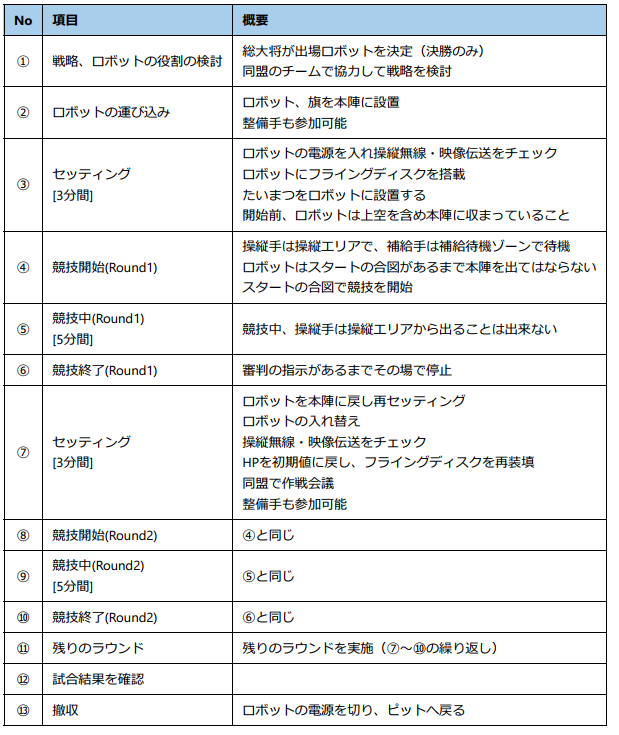 No 項目 概要
① 戦略、ロボットの役割の検討 総大将が出場ロボットを決定（決勝のみ）
同盟のチームで協力して戦略を検討
② ロボットの運び込み ロボット、旗を本陣に設置
整備手も参加可能
③ セッティング
[3分間]
ロボットの電源を入れ操縦無線・映像伝送をチェック
ロボットにフライングディスクを搭載
たいまつをロボットに設置する
開始前、ロボットは上空を含め本陣に収まっていること
④ 競技開始(Round1)
操縦手は操縦エリアで、補給手は補給待機ゾーンで待機
ロボットはスタートの合図があるまで本陣を出てはならない
スタートの合図で競技を開始
⑤ 競技中(Round1)
[5分間]
競技中、操縦手は操縦エリアから出ることは出来ない
⑥ 競技終了(Round1) 審判の指示があるまでその場で停止
⑦ セッティング
[3分間]
ロボットを本陣に戻し再セッティング
ロボットの入れ替え
操縦無線・映像伝送をチェック
HPを初期値に戻し、フライングディスクを再装填
同盟で作戦会議
整備手も参加可能
⑧ 競技開始(Round2) ④と同じ
⑨ 競技中(Round2)
[5分間]
⑤と同じ
⑩ 競技終了(Round2) ⑥と同じ
⑪ 残りのラウンド 残りのラウンドを実施（⑦～⑩の繰り返し）
⑫ 試合結果を確認
⑬ 撤収 ロボットの電源を切り、ピットへ戻る